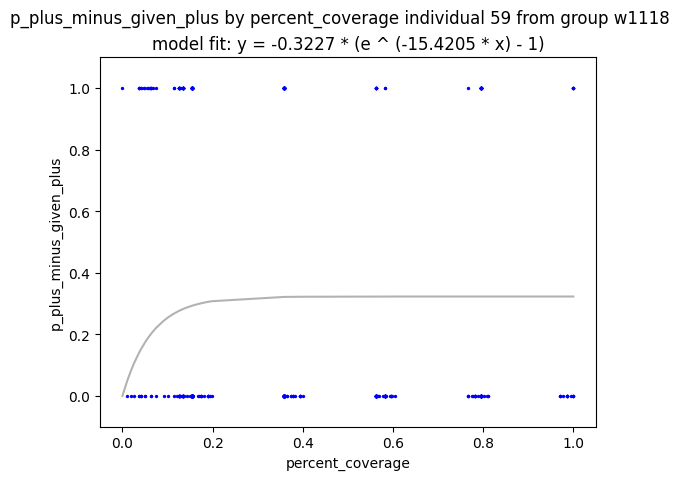 p_plus_minus_given_plus by percent_coverage individual 59 from group w1118
model fit: y = -0.3227 * (e ^ (-15.4205 * x) - 1)
1.0
0.8
0.6
0.4
0.2
0.0
p_plus_minus_given_plus
0.0 0.2 0.4 0.6 0.8 1.0
percent_coverage